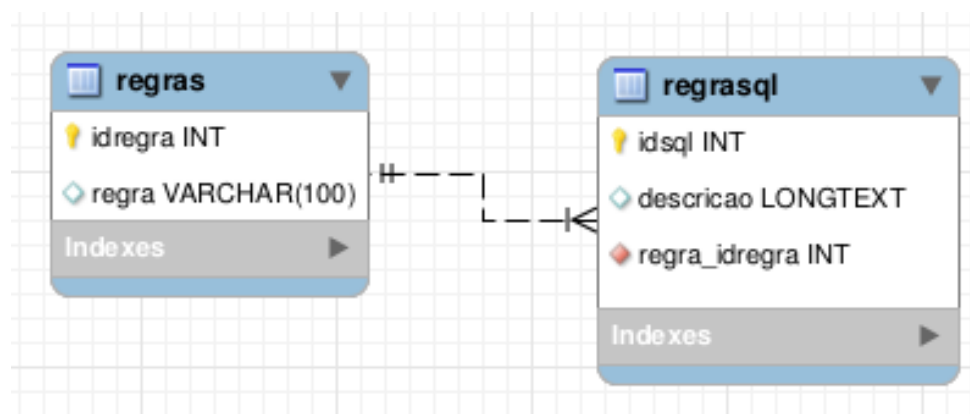 regras
idregra INT
regra VARCHAR(100)
Indexes
regrasql
idsql INT
descricao LONGTEXT
regra_idregra INT
Indexes